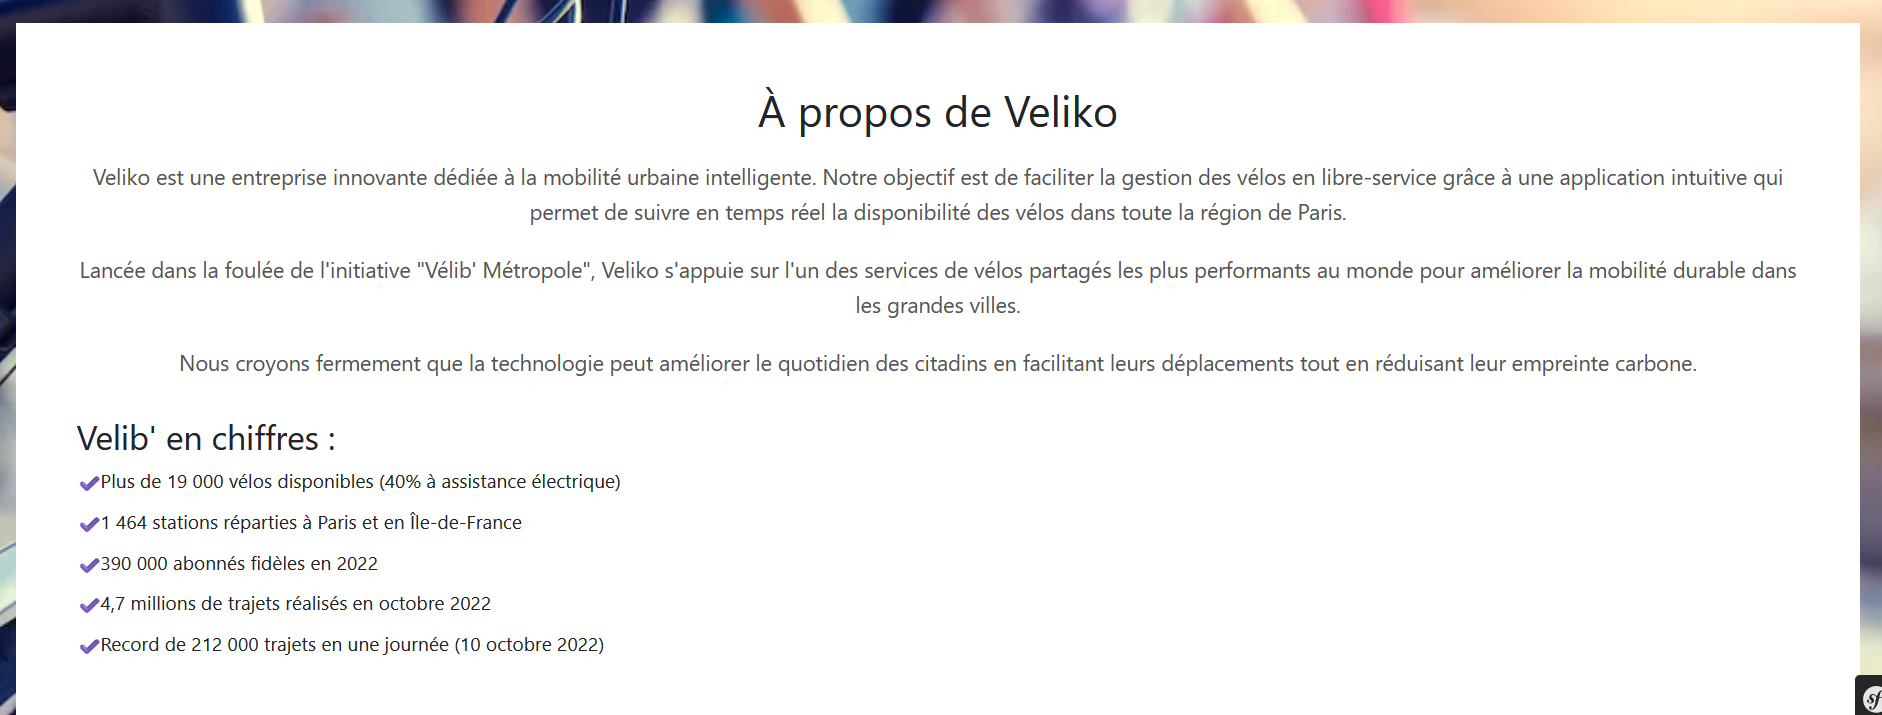 À propos de Veliko
Veliko est une entreprise innovante dédiée à la mobilité urbaine intelligente. Notre objectif est de faciliter la gestion des vélos en libre-service grâce à une application intuitive qui
permet de suivre en temps réel la disponibilité des vélos dans toute la région de Paris.
Lancée dans la foulée de l'initiative "Vélib' Métropole", Veliko s'appuie sur l'un des services de vélos partagés les plus performants au monde pour améliorer la mobilité durable dans
les grandes villes.
Nous croyons fermement que la technologie peut améliorer le quotidien des citadins en facilitant leurs déplacements tout en réduisant leur empreinte carbone.
Velib' en chiffres :
Plus de 19 000 vélos disponibles (40% à assistance électrique)
1 464 stations réparties à Paris et en Île-de-France
390 000 abonnés fidèles en 2022
4,7 millions de trajets réalisés en octobre 2022
Record de 212 000 trajets en une journée (10 octobre 2022)
sf